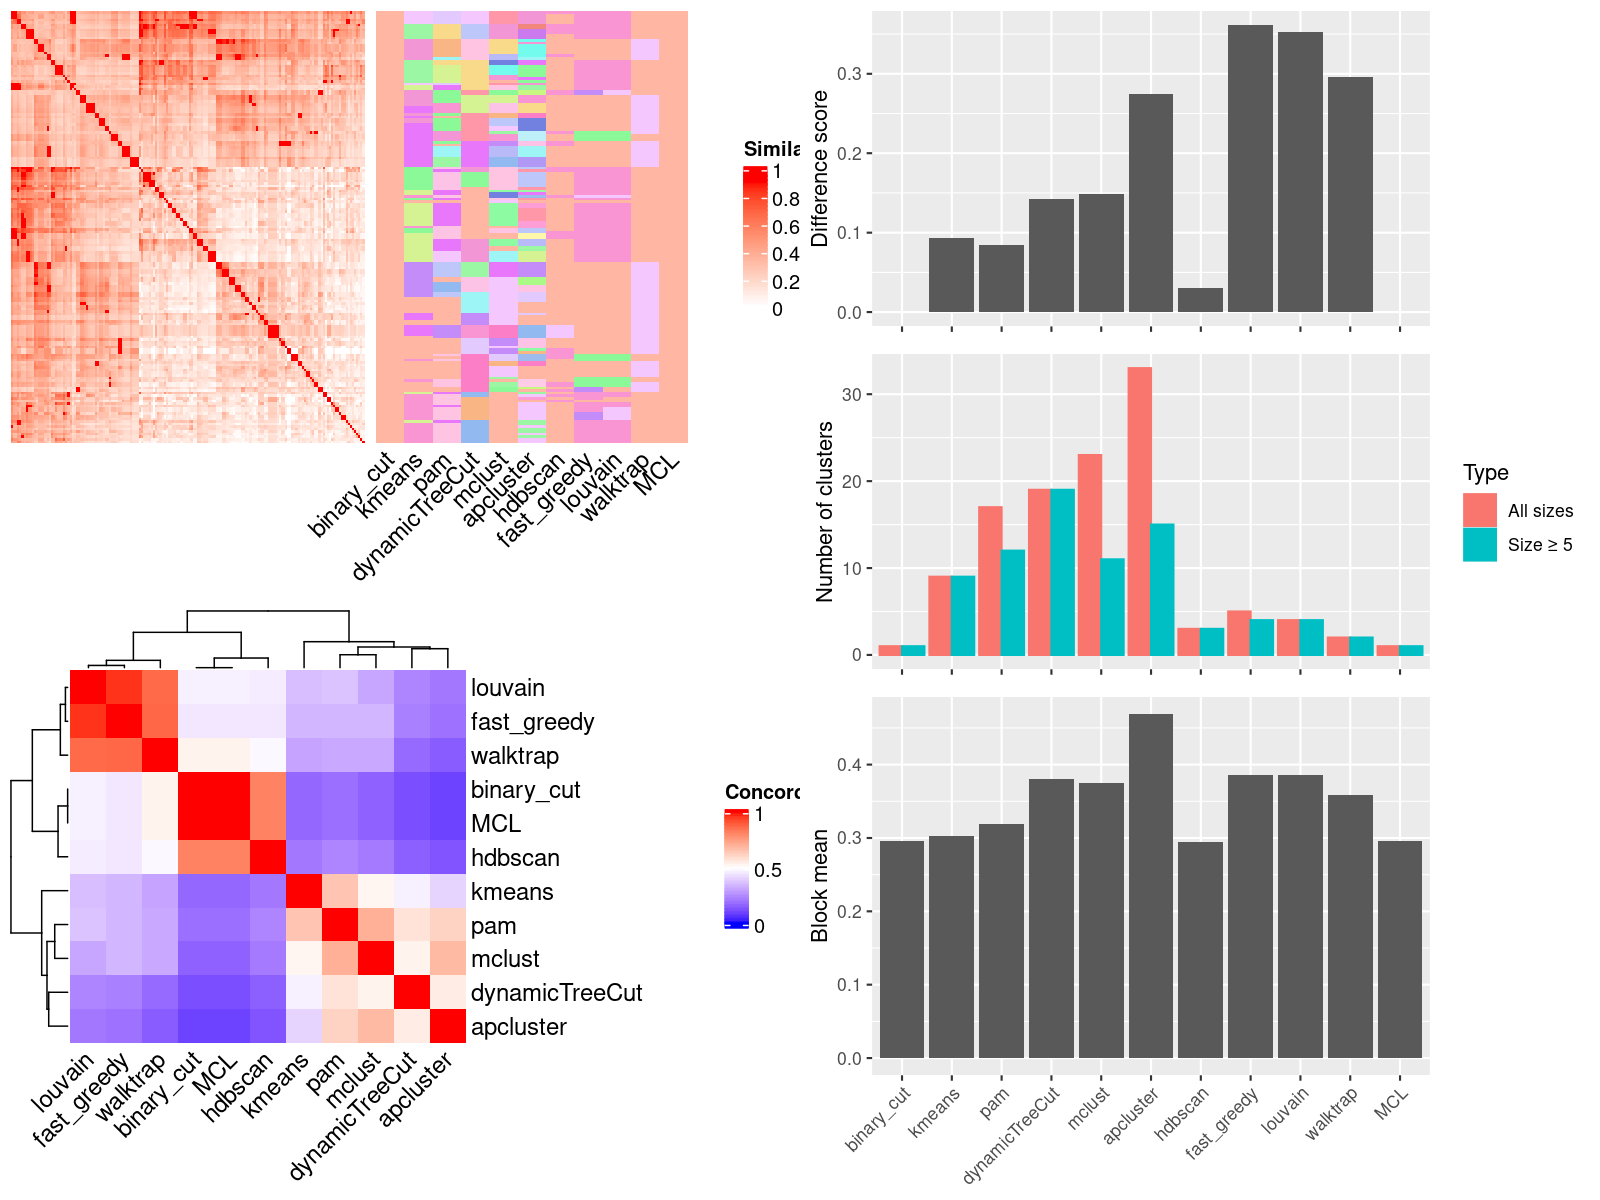 Simila
1
0.8
0.6
0.4
0.2
0
binary_cut
kmeans
pam
dynamicTreeCut
mclust
apcluster
hdbscan
fast_greedy
louvain
walktrap
MCL
louvain
fast_greedy
walktrap
binary_cut
MCL
hdbscan
kmeans
pam
mclust
dynamicTreeCut
apcluster
louvain
fast_greedy
walktrap
binary_cut
MCL
hdbscan
kmeans
pam
mclust
dynamicTreeCut
apcluster
Concord
1
0.5
0
Difference score
0.3
0.2
0.1
0.0
Number of clusters
30
20
10
0
Type
All sizes
Size ≥ 5
Block mean
0.4
0.3
0.2
0.1
0.0
binary_cut
kmeans
pam
dynamicTreeCut
mclust
apcluster
hdbscan
fast_greedy
louvain
walktrap
MCL